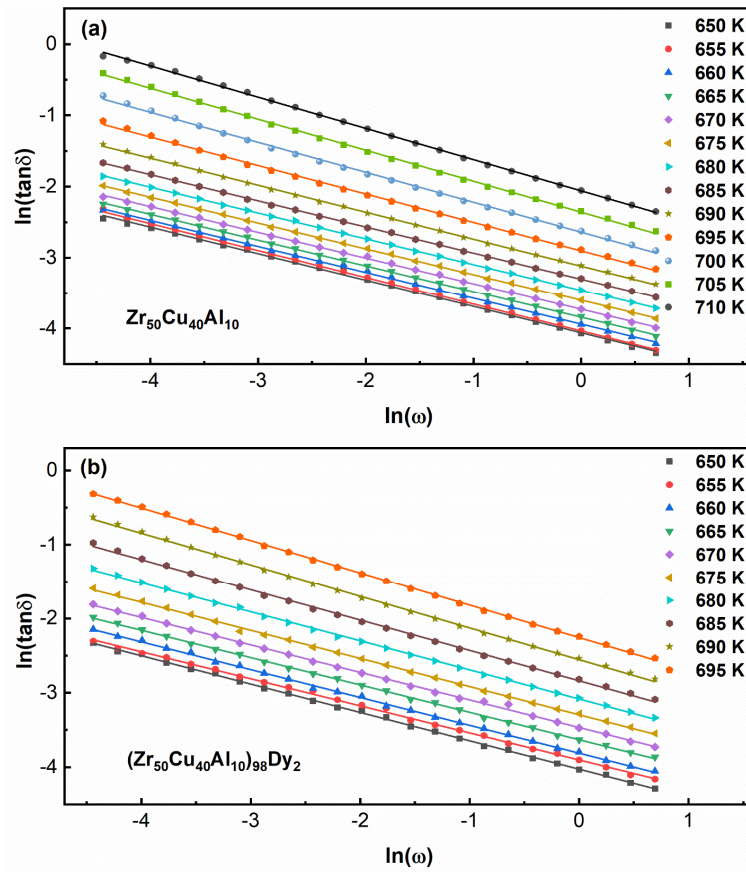 (a)
0
-1
-2
-3
-4
ln(tanδ)
-4
-3
-2
-1
0
1
ln(ω)
Zr₅₀Cu₄₀Al₁₀
650 K
655 K
660 K
665 K
670 K
675 K
680 K
685 K
690 K
695 K
700 K
705 K
710 K
(b)
0
-1
-2
-3
-4
ln(tanδ)
-4
-3
-2
-1
0
1
ln(ω)
(Zr₅₀Cu₄₀Al₁₀)₉₈Dy₂
650 K
655 K
660 K
665 K
670 K
675 K
680 K
685 K
690 K
695 K